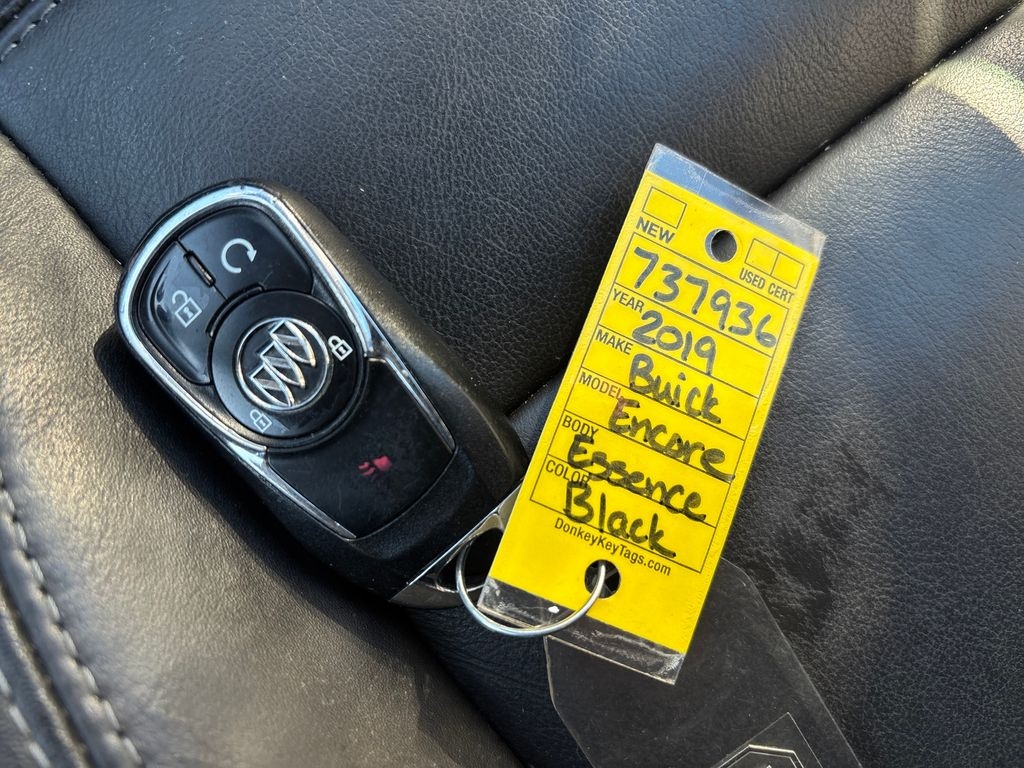 NEW
USED CERT
737936
YEAR 2019
MAKE Buick
MODEL Encore
BODY Essence
COLOR Black
DonkeyKeyTags.com